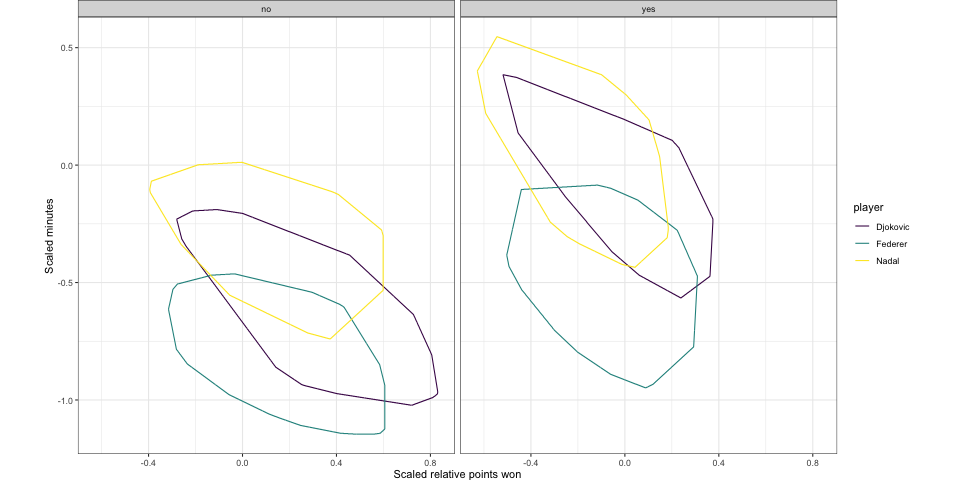 no
yes
Scaled minutes
0.5
0.0
-0.5
-1.0
-0.4
0.0
0.4
0.8
-0.4
0.0
0.4
0.8
Scaled relative points won
player
Djokovic
Federer
Nadal